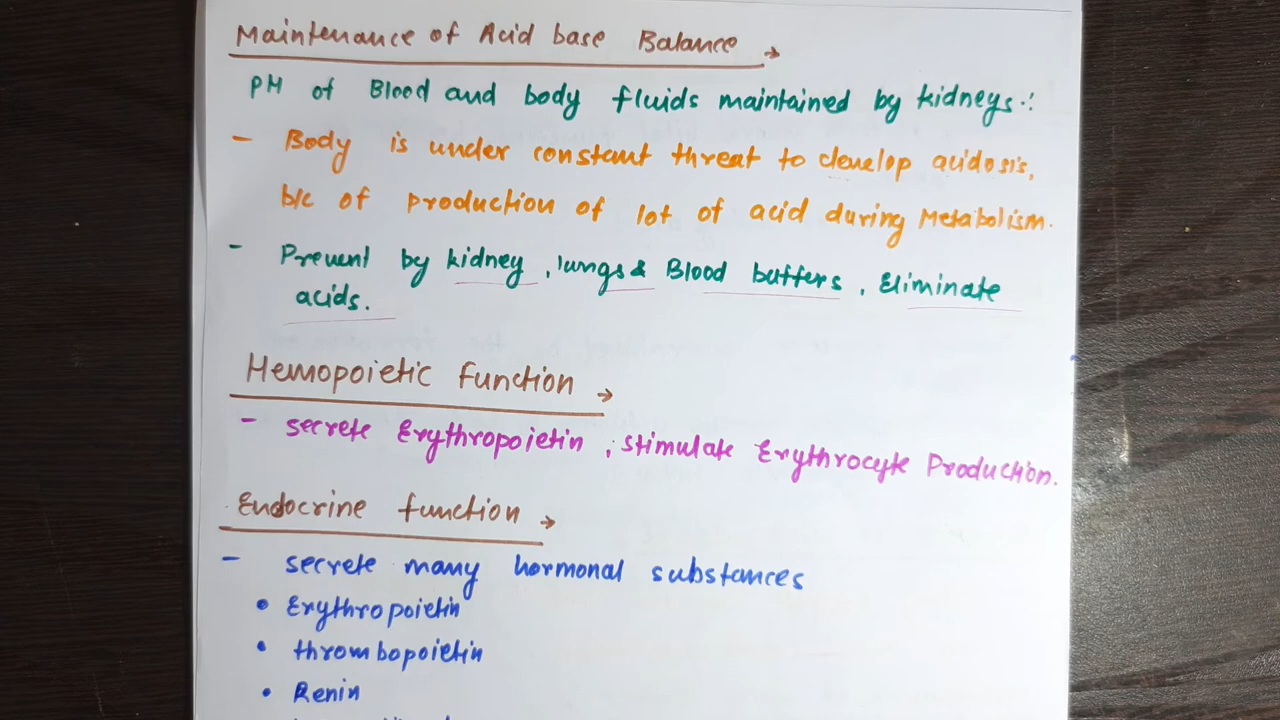 Maintenance of Acid base Balance →
PH of Blood and body fluids maintained by kidneys.:
- Body is under constant threat to develop acidosis,
b/c of production of lot of acid during Metabolism.
- Prevent by kidney, lungs & Blood buffers, Eliminate
acids.
Hemopoietic function →
- secrete Erythropoietin, stimulate Erythrocyte Production.
Endocrine function →
- secrete many hormonal substances
• Erythropoietin
• thrombopoietin
• Renin